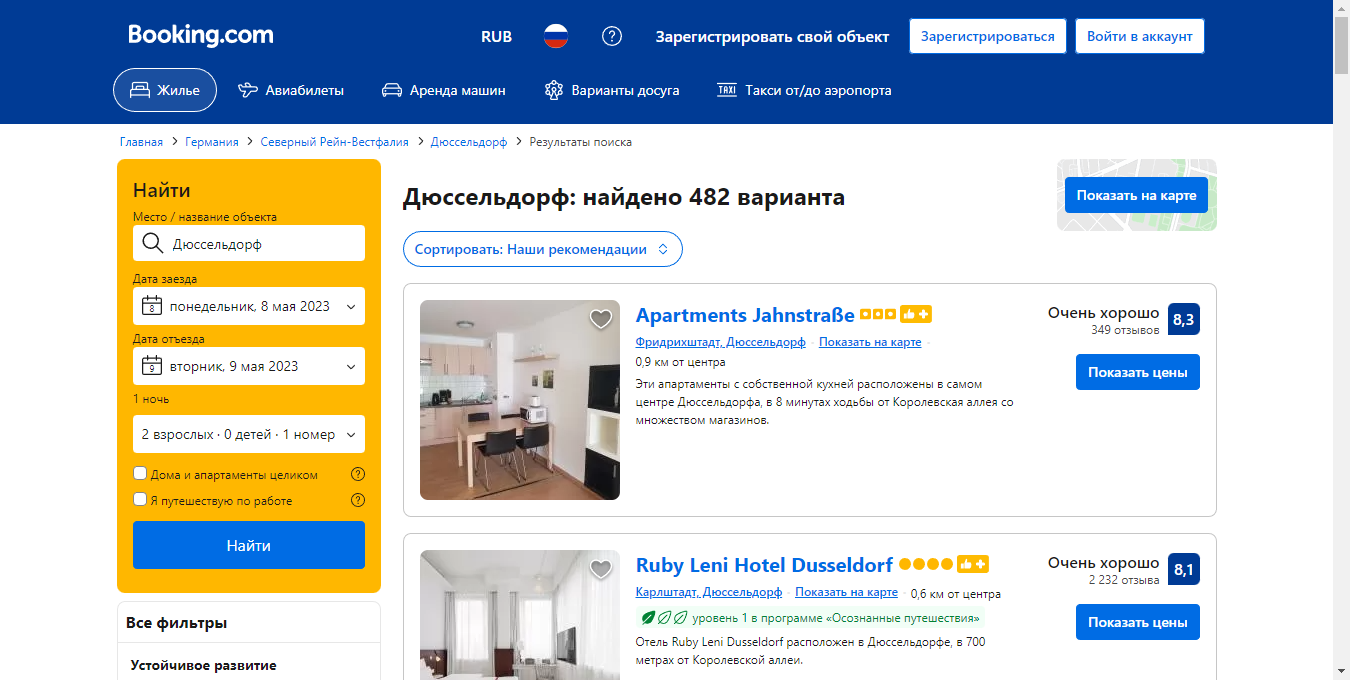 Booking.com
RUB
Зарегистрировать свой объект
Зарегистрироваться
Войти в аккаунт
Жилье
Авиабилеты
Аренда машин
Варианты досуга
TAXI
Такси от/до аэропорта
Главная > Германия > Северный Рейн-Вестфалия > Дюссельдорф > Результаты поиска
Найти
Место / название объекта
Дюссельдорф
Дата заезда
8
понедельник, 8 мая 2023
Дата отъезда
9
вторник, 9 мая 2023
1 ночь
2 взрослых · 0 детей · 1 номер
Дома и апартаменты целиком
Я путешествую по работе
Найти
Все фильтры
Устойчивое развитие
Дюссельдорф: найдено 482 варианта
Показать на карте
Сортировать: Наши рекомендации
Apartments Jahnstraße
Фридрихштадт, Дюссельдорф · Показать на карте ·
0,9 км от центра
Эти апартаменты с собственной кухней расположены в самом
центре Дюссельдорфа, в 8 минутах ходьбы от Королевская аллея со
множеством магазинов.
Очень хорошо
349 отзывов
8,3
Показать цены
Ruby Leni Hotel Dusseldorf
Карлштадт, Дюссельдорф · Показать на карте · 0,6 км от центра
уровень 1 в программе «Осознанные путешествия»
Отель Ruby Leni Dusseldorf расположен в Дюссельдорфе, в 700
метрах от Королевской аллеи.
Очень хорошо
2 232 отзыва
8,1
Показать цены